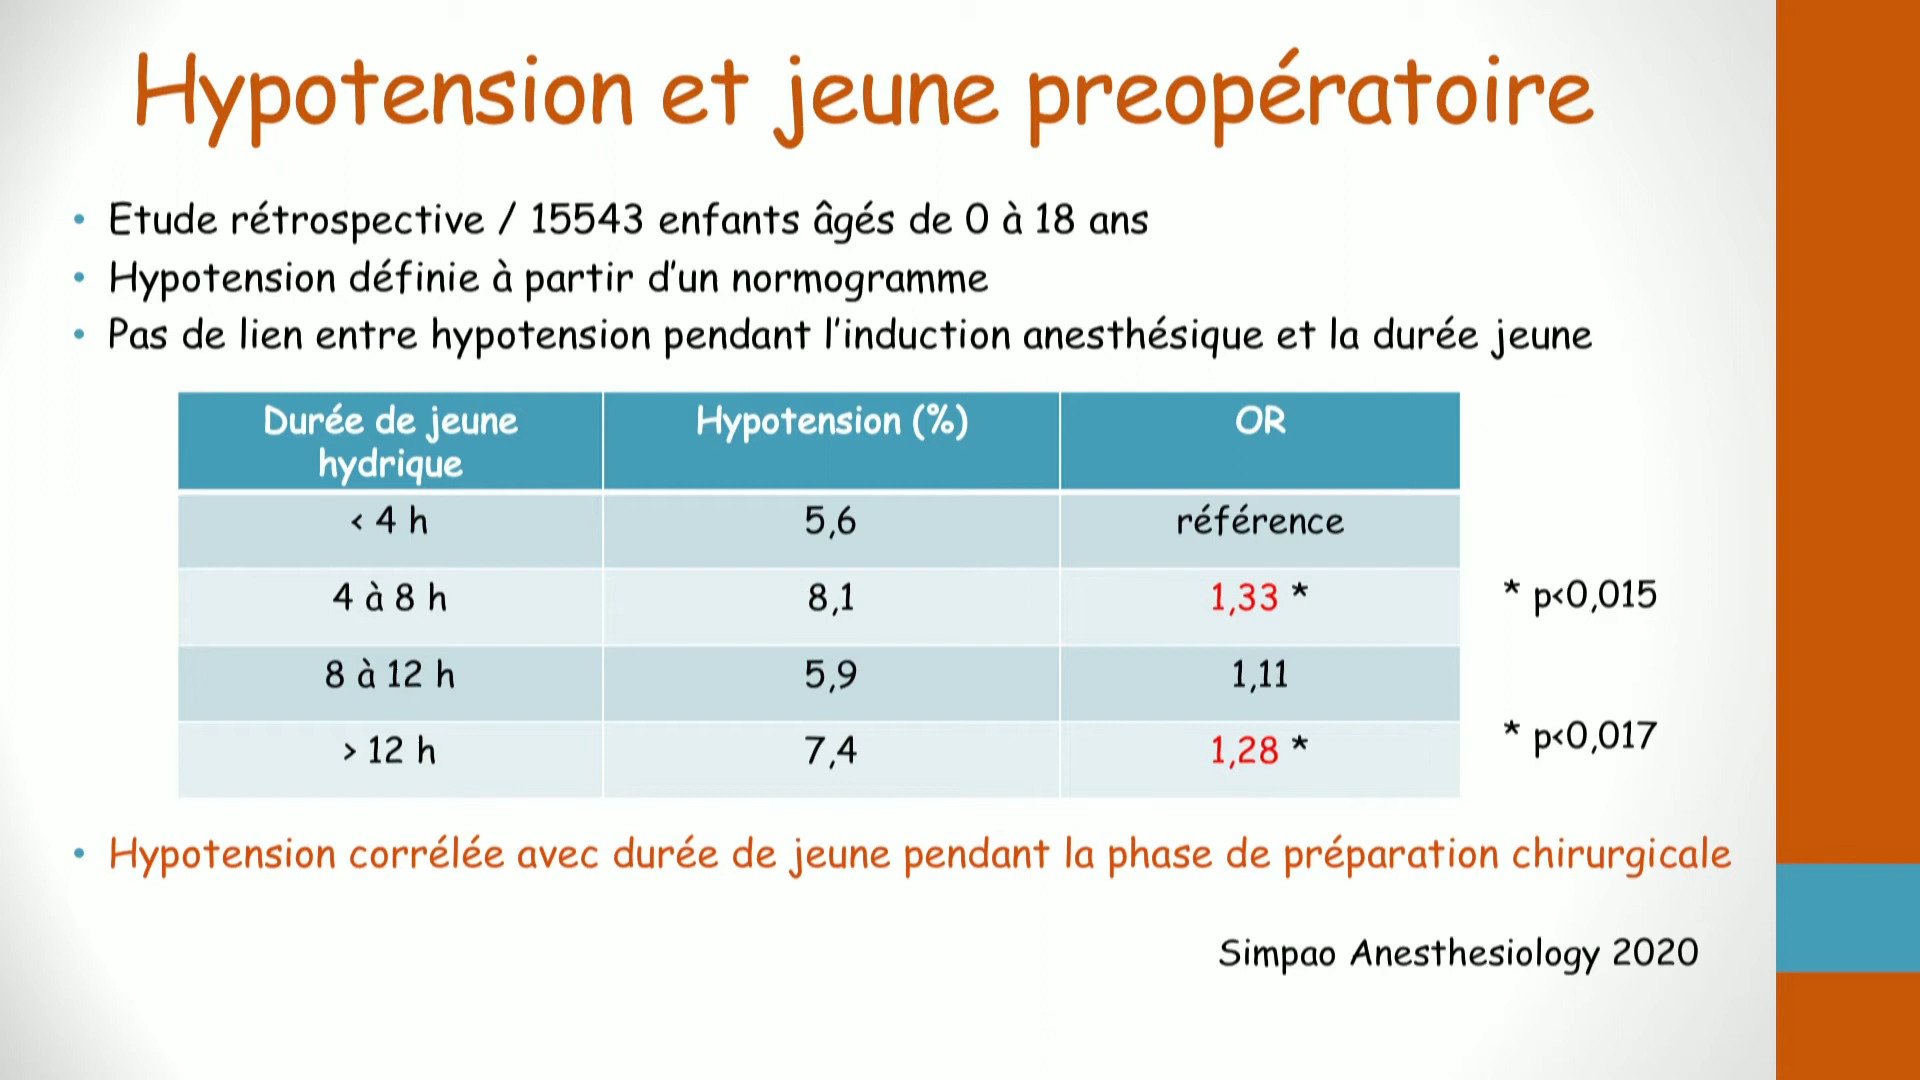 Hypotension et jeune preopératoire
• Etude rétrospective / 15543 enfants âgés de 0 à 18 ans
• Hypotension définie à partir d'un normogramme
• Pas de lien entre hypotension pendant l'induction anesthésique et la durée jeune
Durée de jeune hydrique Hypotension (%) OR
< 4 h 5,6 référence
4 à 8 h 8,1 1,33 * * p<0,015
8 à 12 h 5,9 1,11
> 12 h 7,4 1,28 * * p<0,017
• Hypotension corrélée avec durée de jeune pendant la phase de préparation chirurgicale
Simpao Anesthesiology 2020